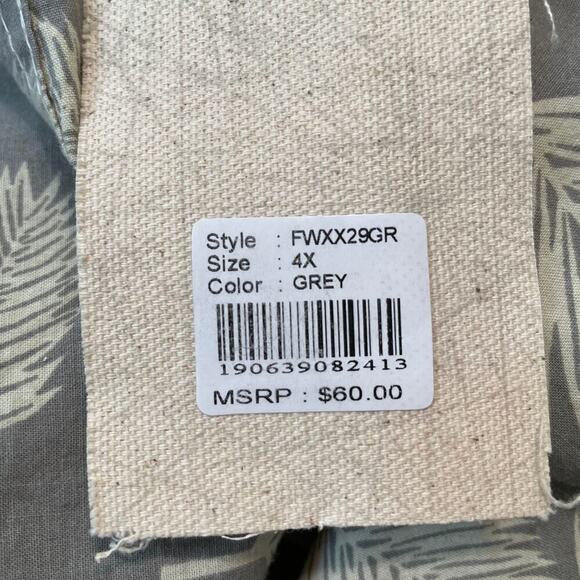 Style : FWXX29GR
Size : 4X
Color : GREY
190639082413
MSRP : $60.00